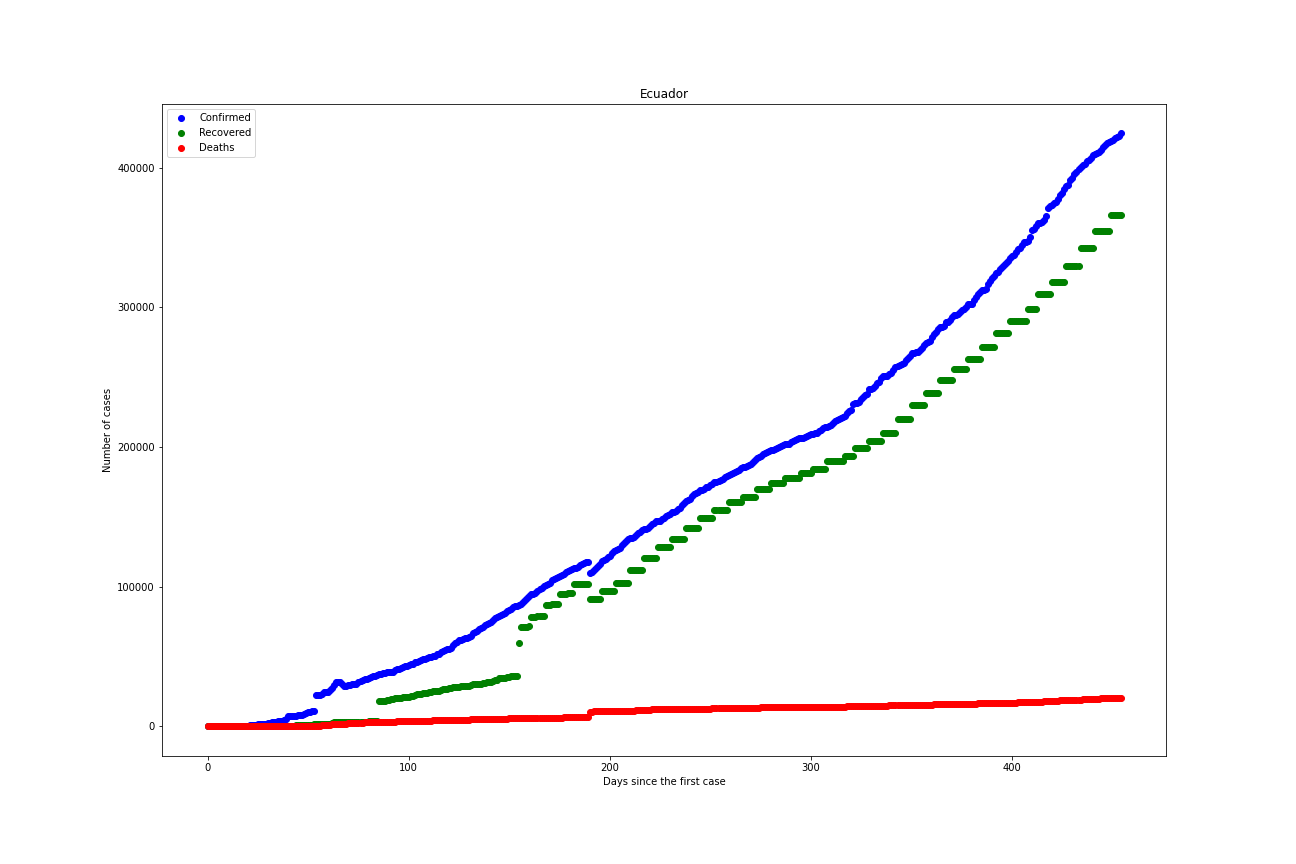 Ecuador
Confirmed
Recovered
Deaths
400000
300000
200000
100000
0
Number of cases
0 100 200 300 400
Days since the first case